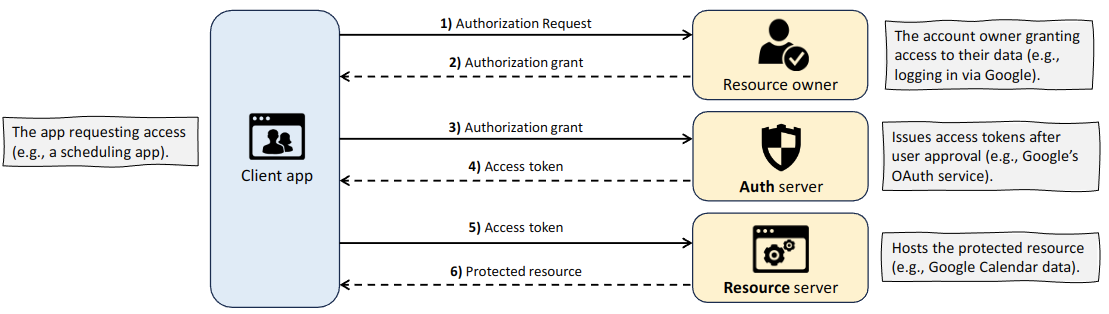 1) Authorization Request
2) Authorization grant
Resource owner
The account owner granting
access to their data (e.g.,
logging in via Google).
The app requesting access
(e.g., a scheduling app).
Client app
3) Authorization grant
4) Access token
Auth server
Issues access tokens after
user approval (e.g., Google’s
OAuth service).
5) Access token
6) Protected resource
Resource server
Hosts the protected resource
(e.g., Google Calendar data).